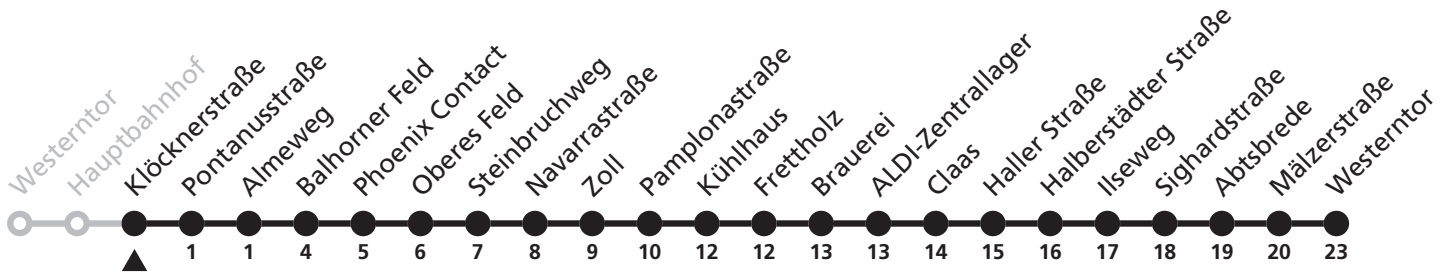 Westerntor
Hauptbahnhof
Klöcknerstraße
Pontanusstraße
Almeweg
Balhorner Feld
Phoenix Contact
Oberes Feld
Steinbruchweg
Navarrastraße
Zoll
Pamplonastraße
Kühlhaus
Frettholz
Brauerei
ALDI-Zentrallager
Claas
Haller Straße
Halberstädter Straße
Ilseweg
Sighardstraße
Abtsbrede
Mälzerstraße
Westerntor
1 1 4 5 6 7 8 9 10 12 12 13 13 14 15 16 17 18 19 20 23